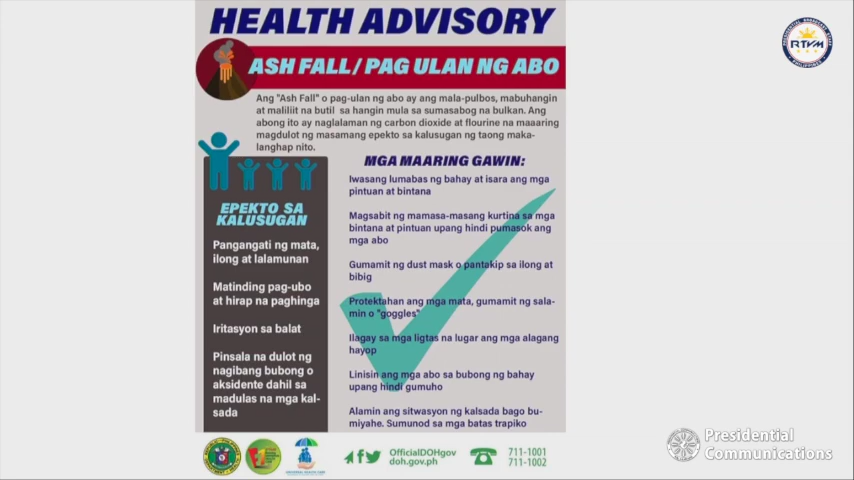 HEALTH ADVISORY
ASH FALL/ PAG ULAN NG ABO
Ang "Ash Fall" o pag-ulan ng abo ay ang mala-pulbos, mabuhangin
at maliliit na butil sa hangin mula sa sumasabog na bulkan. Ang
abong ito ay naglalaman ng carbon dioxide at flourine na maaaring
magdulot ng masamang epekto sa kalusugan ng taong maka-
langhap nito.
EPEKTO SA
KALUSUGAN
Pangangati ng mata,
ilong at lalamunan
Matinding pag-ubo
at hirap na paghinga
Iritasyon sa balat
Pinsala na dulot ng
nagibang bubong o
aksidente dahil sa
madulas na mga kal-
sada
MGA MAARING GAWIN:
Iwasang lumabas ng bahay at isara ang mga
pintuan at bintana
Magsabit ng mamasa-masang kurtina sa mga
bintana at pintuan upang hindi pumasok ang
mga abo
Gumamit ng dust mask o pantakip sa ilong at
bibig
Protektahan ang mga mata, gumamit ng sala-
min o "goggles"
Ilagay sa mga ligtas na lugar ang mga alagang
hayop
Linisin ang mga abo sa bubong ng bahay
upang hindi gumuho
Alamin ang sitwasyon ng kalsada bago bu-
miyahe. Sumunod sa mga batas trapiko
OfficialDOHgov
doh.gov.ph
711-1001
711-1002
RTVM
Presidential
Communications